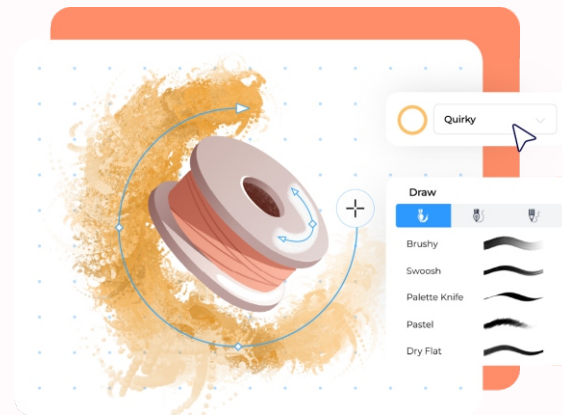 Quirky
Draw
Brushy
Swoosh
Palette Knife
Pastel
Dry Flat